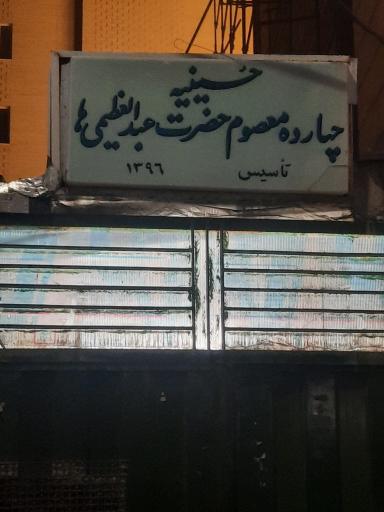 حسینیه
چهارده معصوم حضرت عبدالعظیمی ها
تأسیس ۱۳۹۶